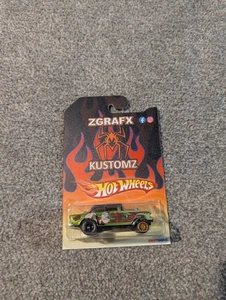 ZGRAFX
KUSTOMZ
HOT WHEELS